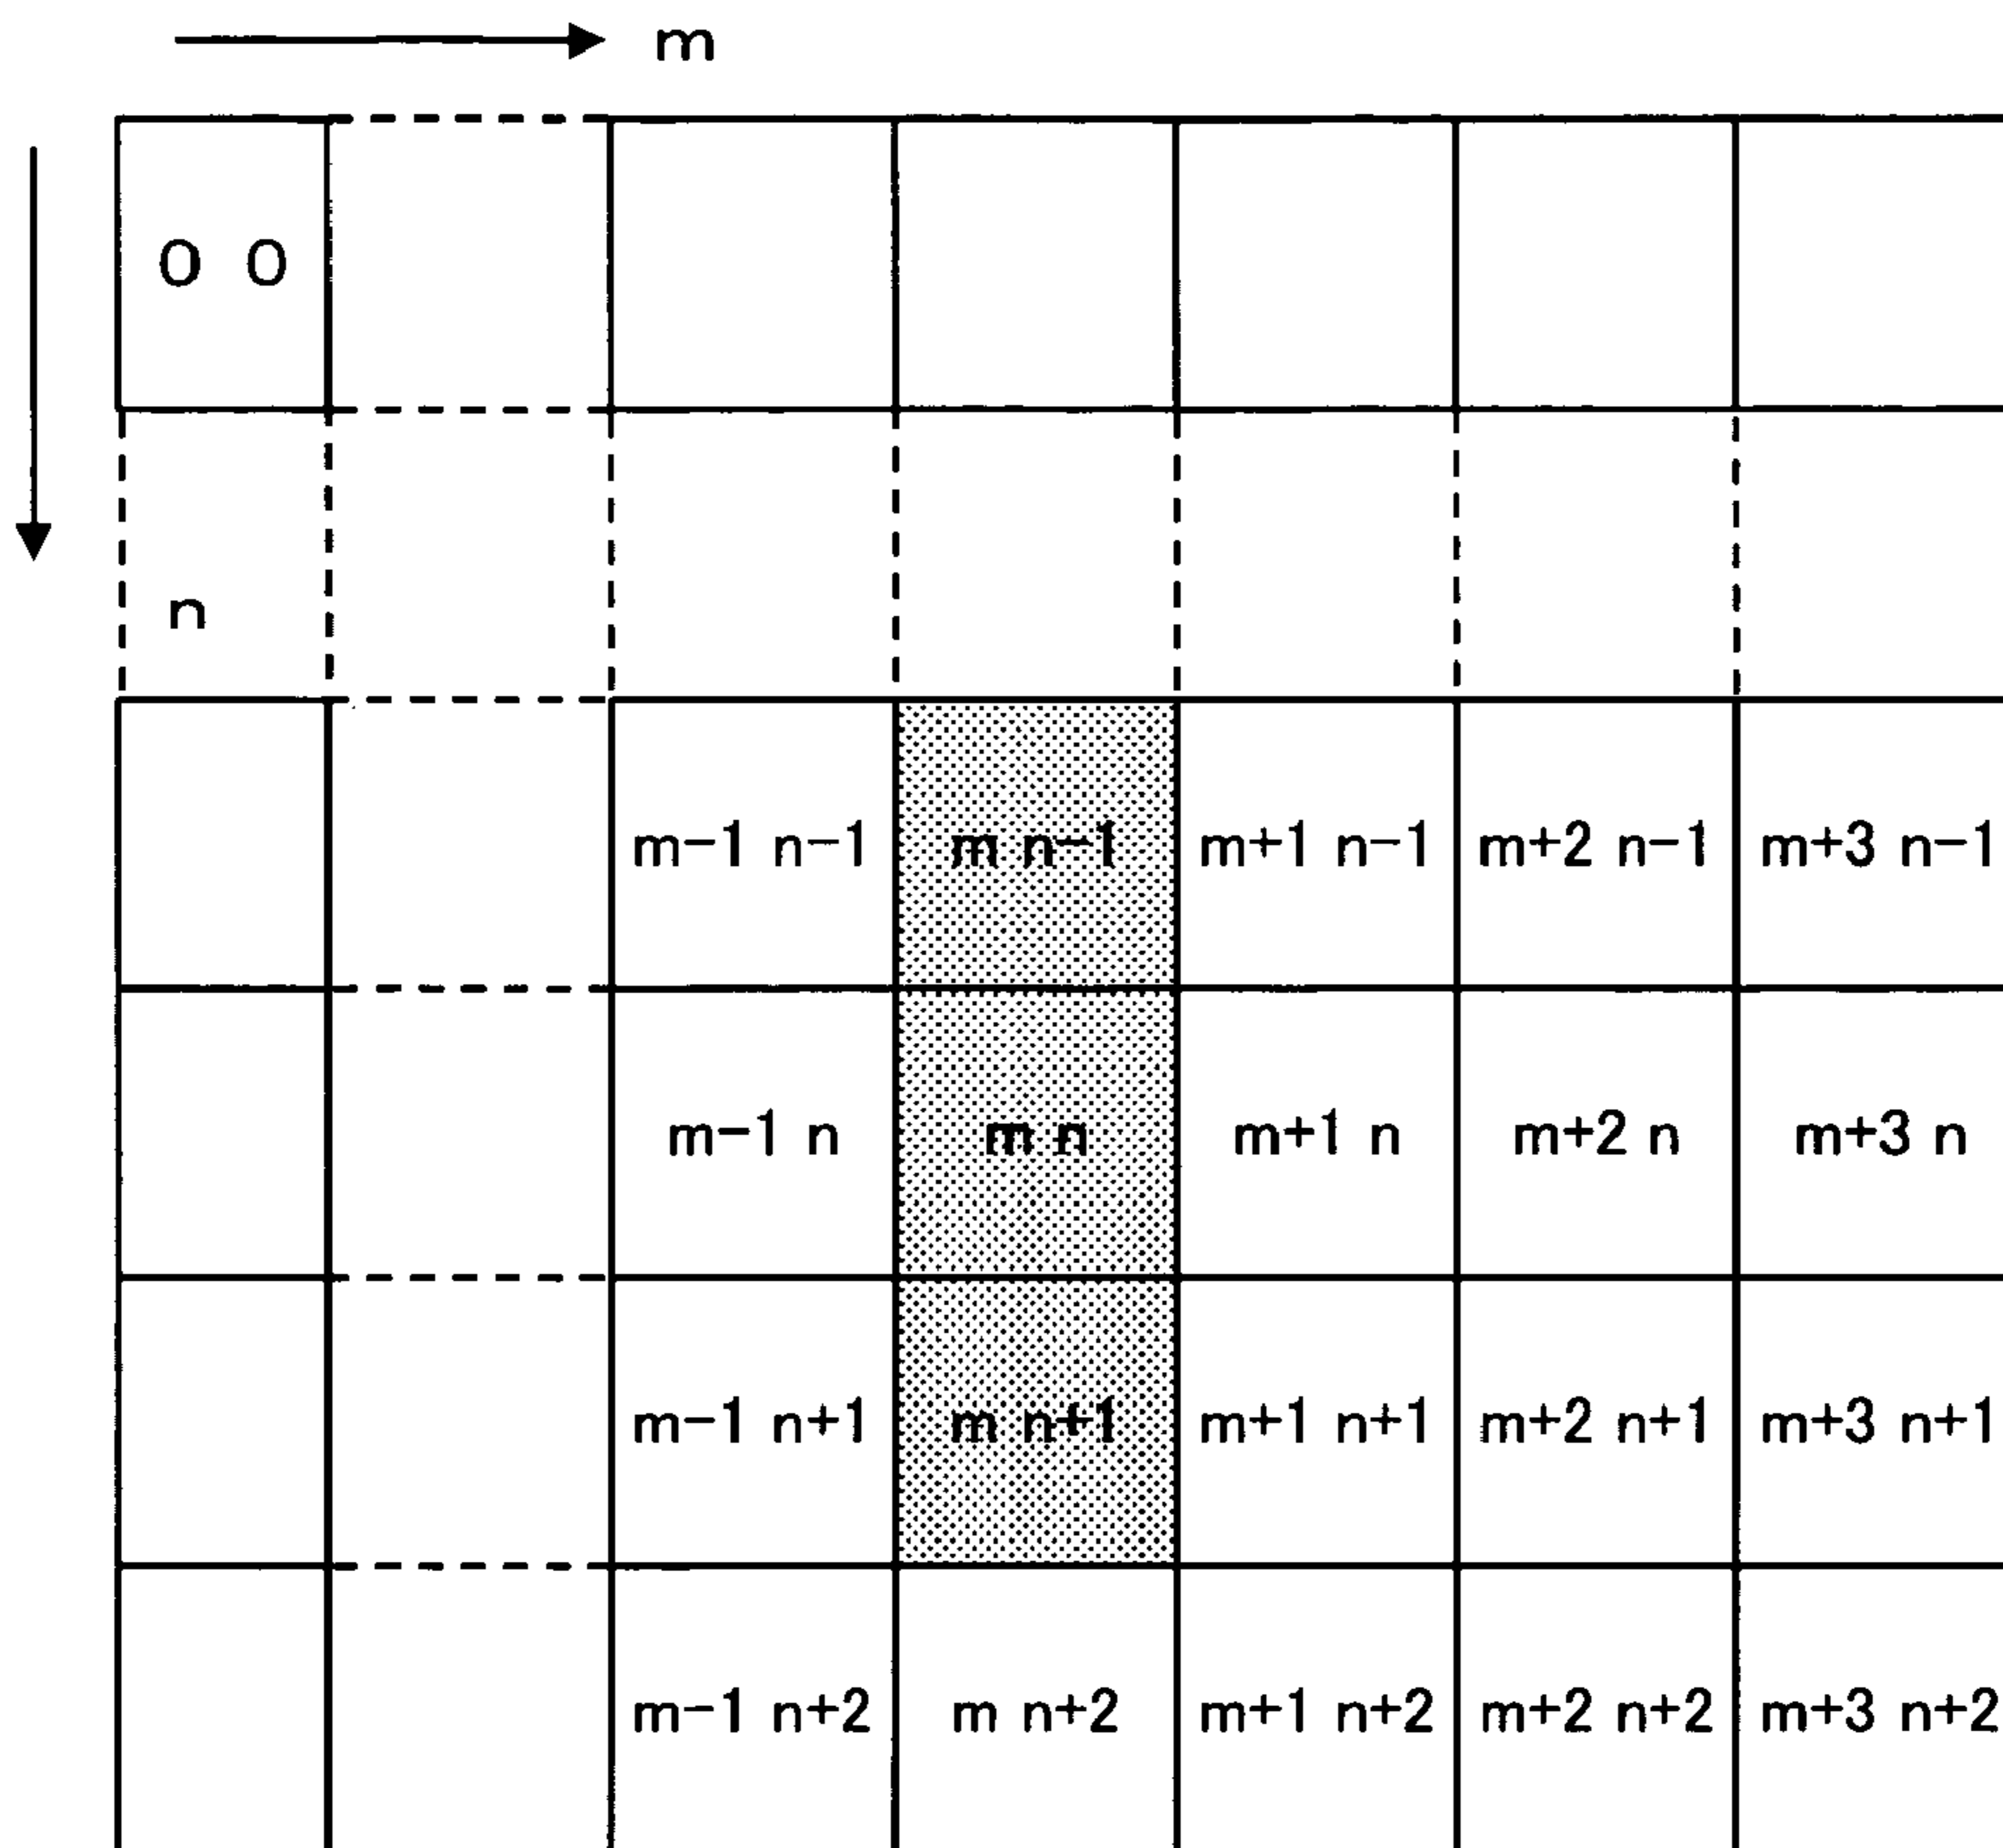 m
0 0
n
m-1 n-1 m n-1 m+1 n-1 m+2 n-1 m+3 n-1
m-1 n m n m+1 n m+2 n m+3 n
m-1 n+1 m n+1 m+1 n+1 m+2 n+1 m+3 n+1
m-1 n+2 m n+2 m+1 n+2 m+2 n+2 m+3 n+2